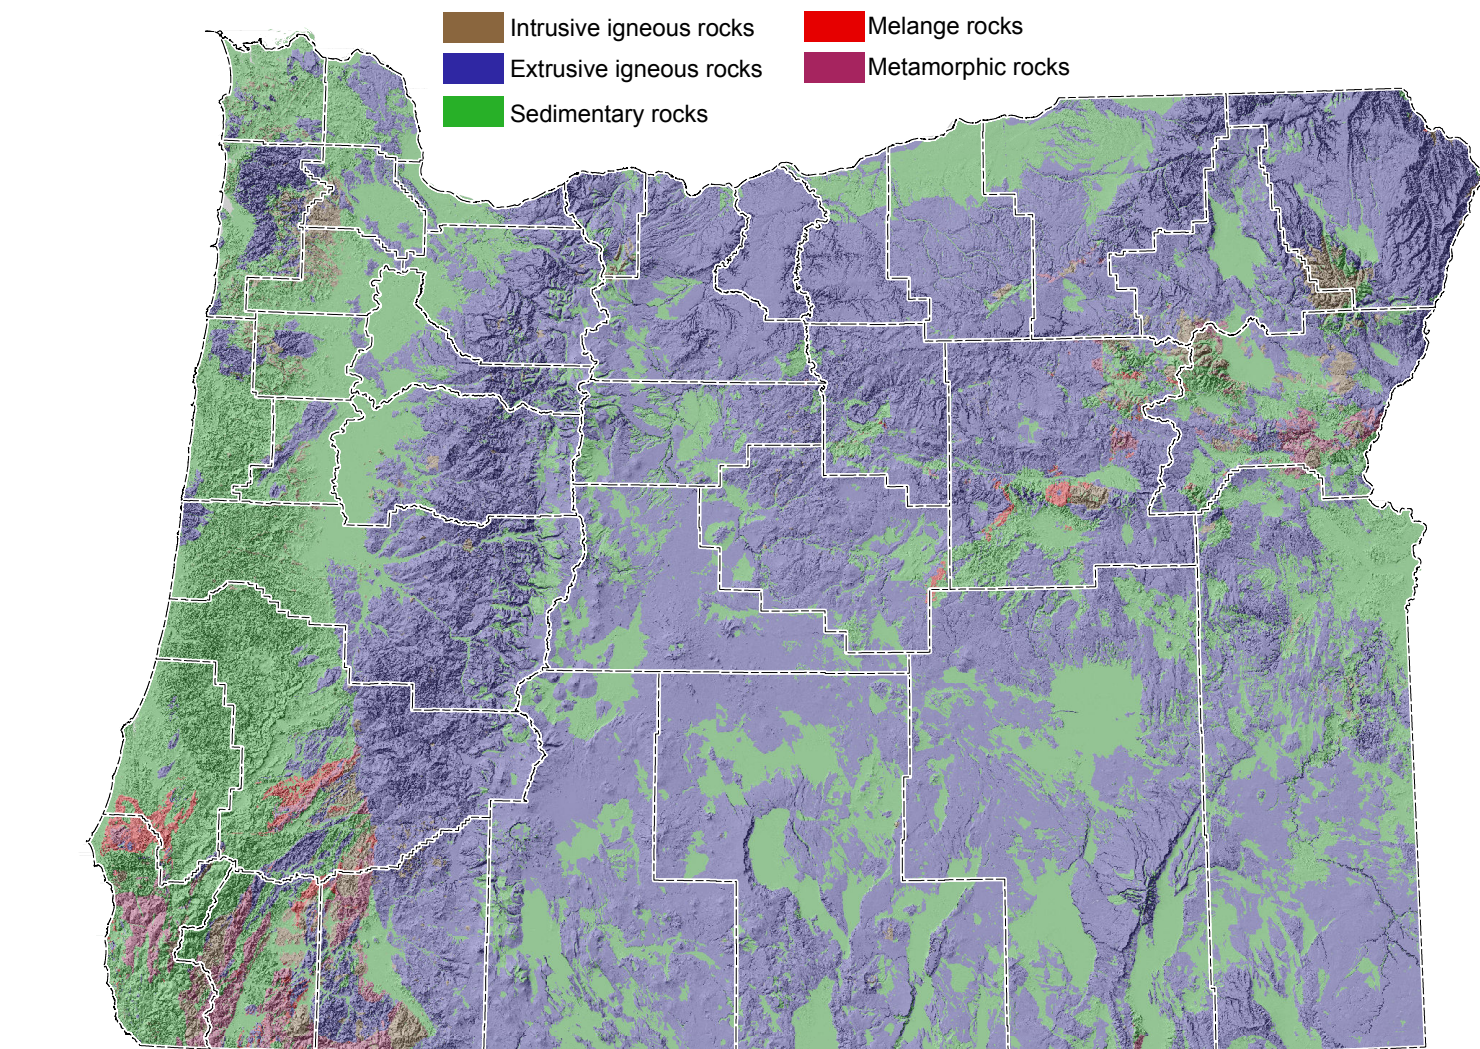 Intrusive igneous rocks
Extrusive igneous rocks
Sedimentary rocks
Melange rocks
Metamorphic rocks